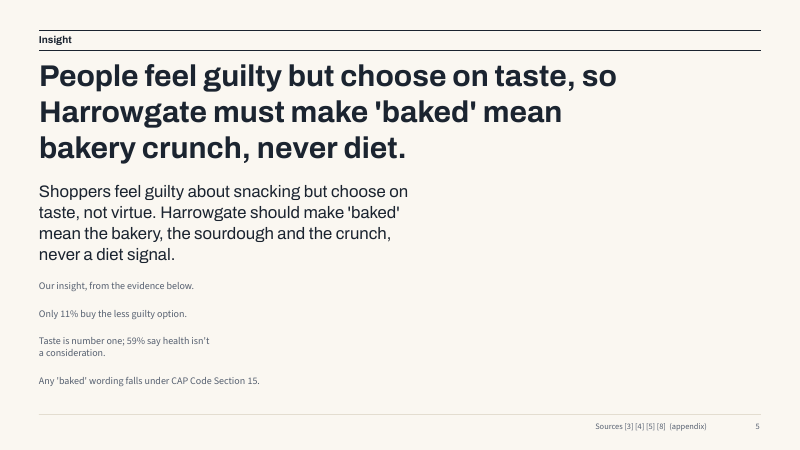 Insight
People feel guilty but choose on taste, so
Harrowgate must make 'baked' mean
bakery crunch, never diet.
Shoppers feel guilty about snacking but choose on
taste, not virtue. Harrowgate should make 'baked'
mean the bakery, the sourdough and the crunch,
never a diet signal.
Our insight, from the evidence below.
Only 11% buy the less guilty option.
Taste is number one; 59% say health isn't
a consideration.
Any 'baked' wording falls under CAP Code Section 15.
Sources [3] [4] [5] [8] (appendix)
5